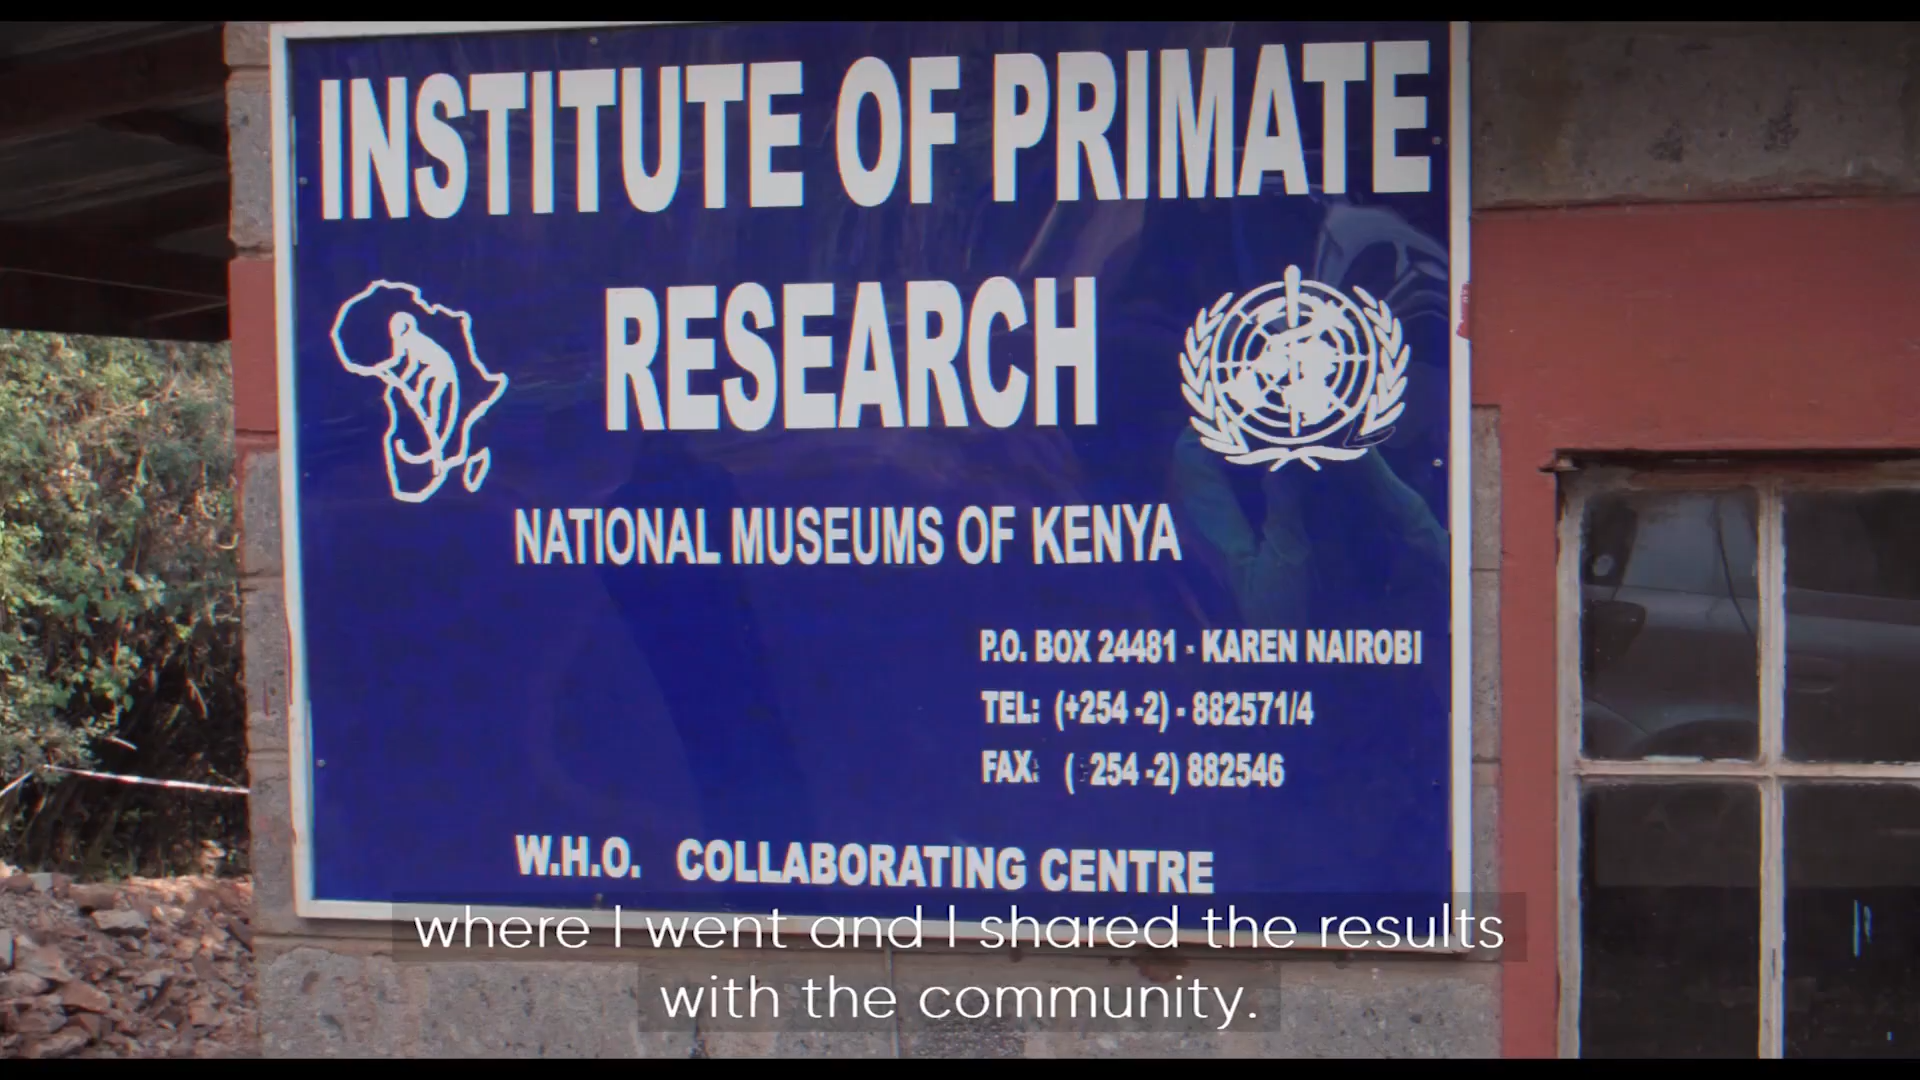 INSTITUTE OF PRIMATE
RESEARCH
NATIONAL MUSEUMS OF KENYA
P.O. BOX 24481 - KAREN NAIROBI
TEL: (+254 -2) - 882571/4
FAX: ( 254 -2) 882546
W.H.O. COLLABORATING CENTRE
where I went and I shared the results
with the community.